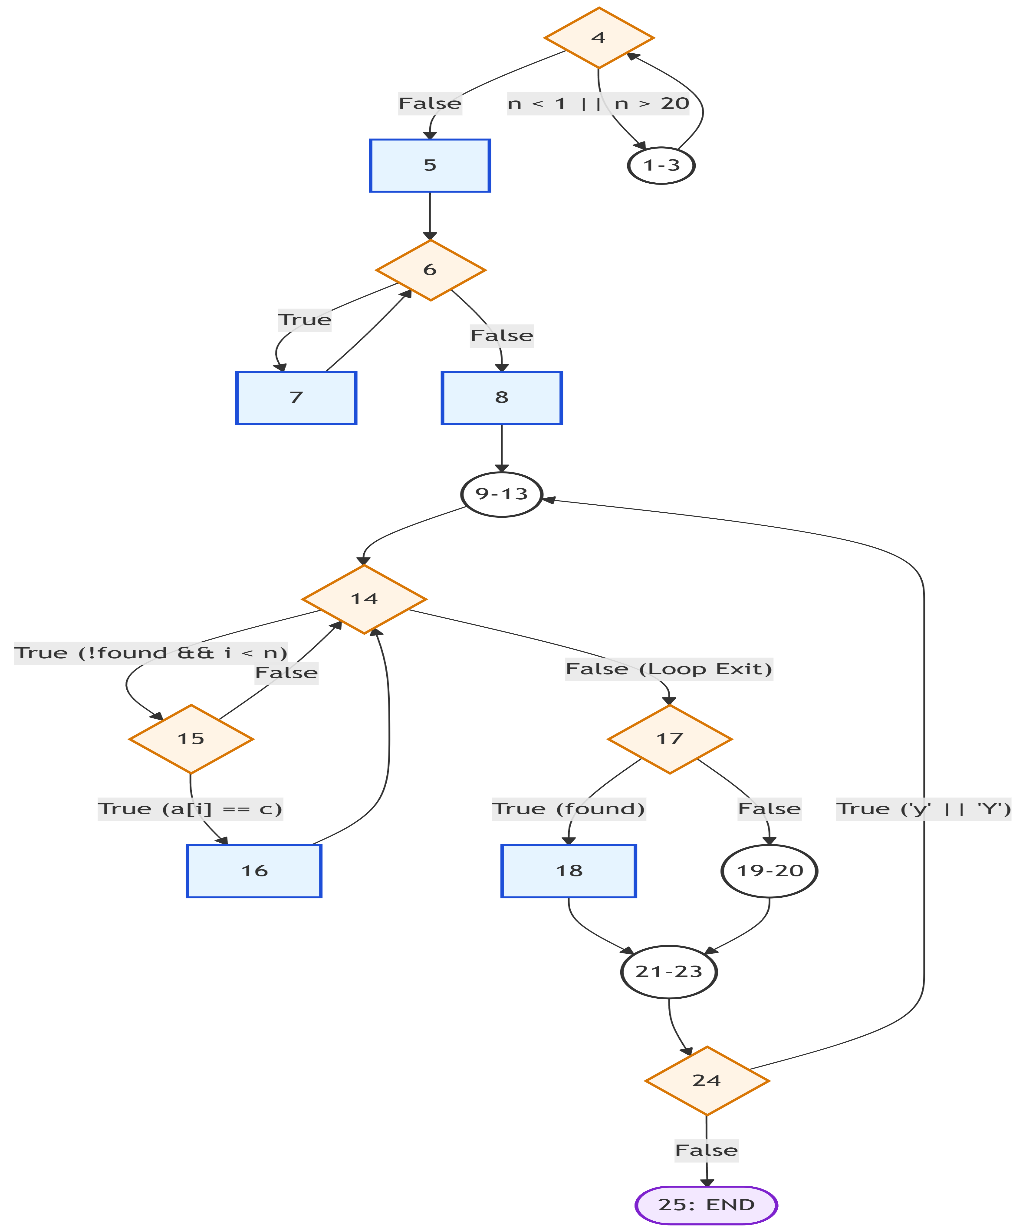 4
False
n < 1 || n > 20
5
1-3
6
True
False
7
8
9-13
14
True (!found && i < n)
False
False (Loop Exit)
15
17
True (a[i] == c)
True (found)
False
True ('y' || 'Y')
16
18
19-20
21-23
24
False
25: END